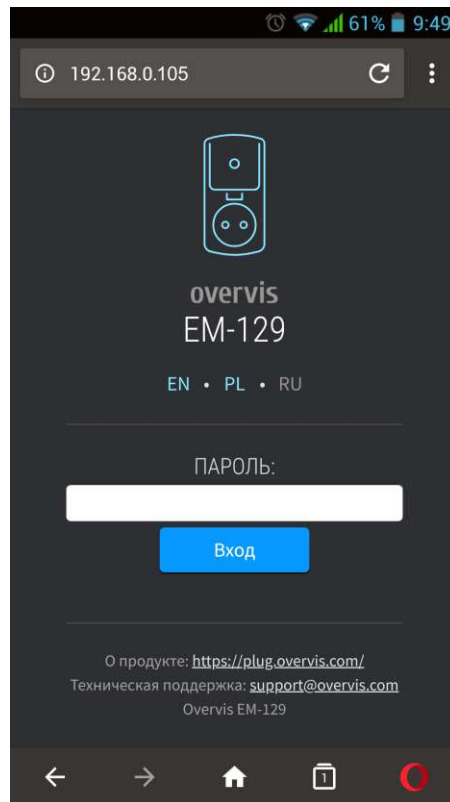 61% 9:49
192.168.0.105
overvis
EM-129
EN • PL • RU
ПАРОЛЬ:
Вход
О продукте: https://plug.overvis.com/
Техническая поддержка: support@overvis.com
Overvis EM-129
1